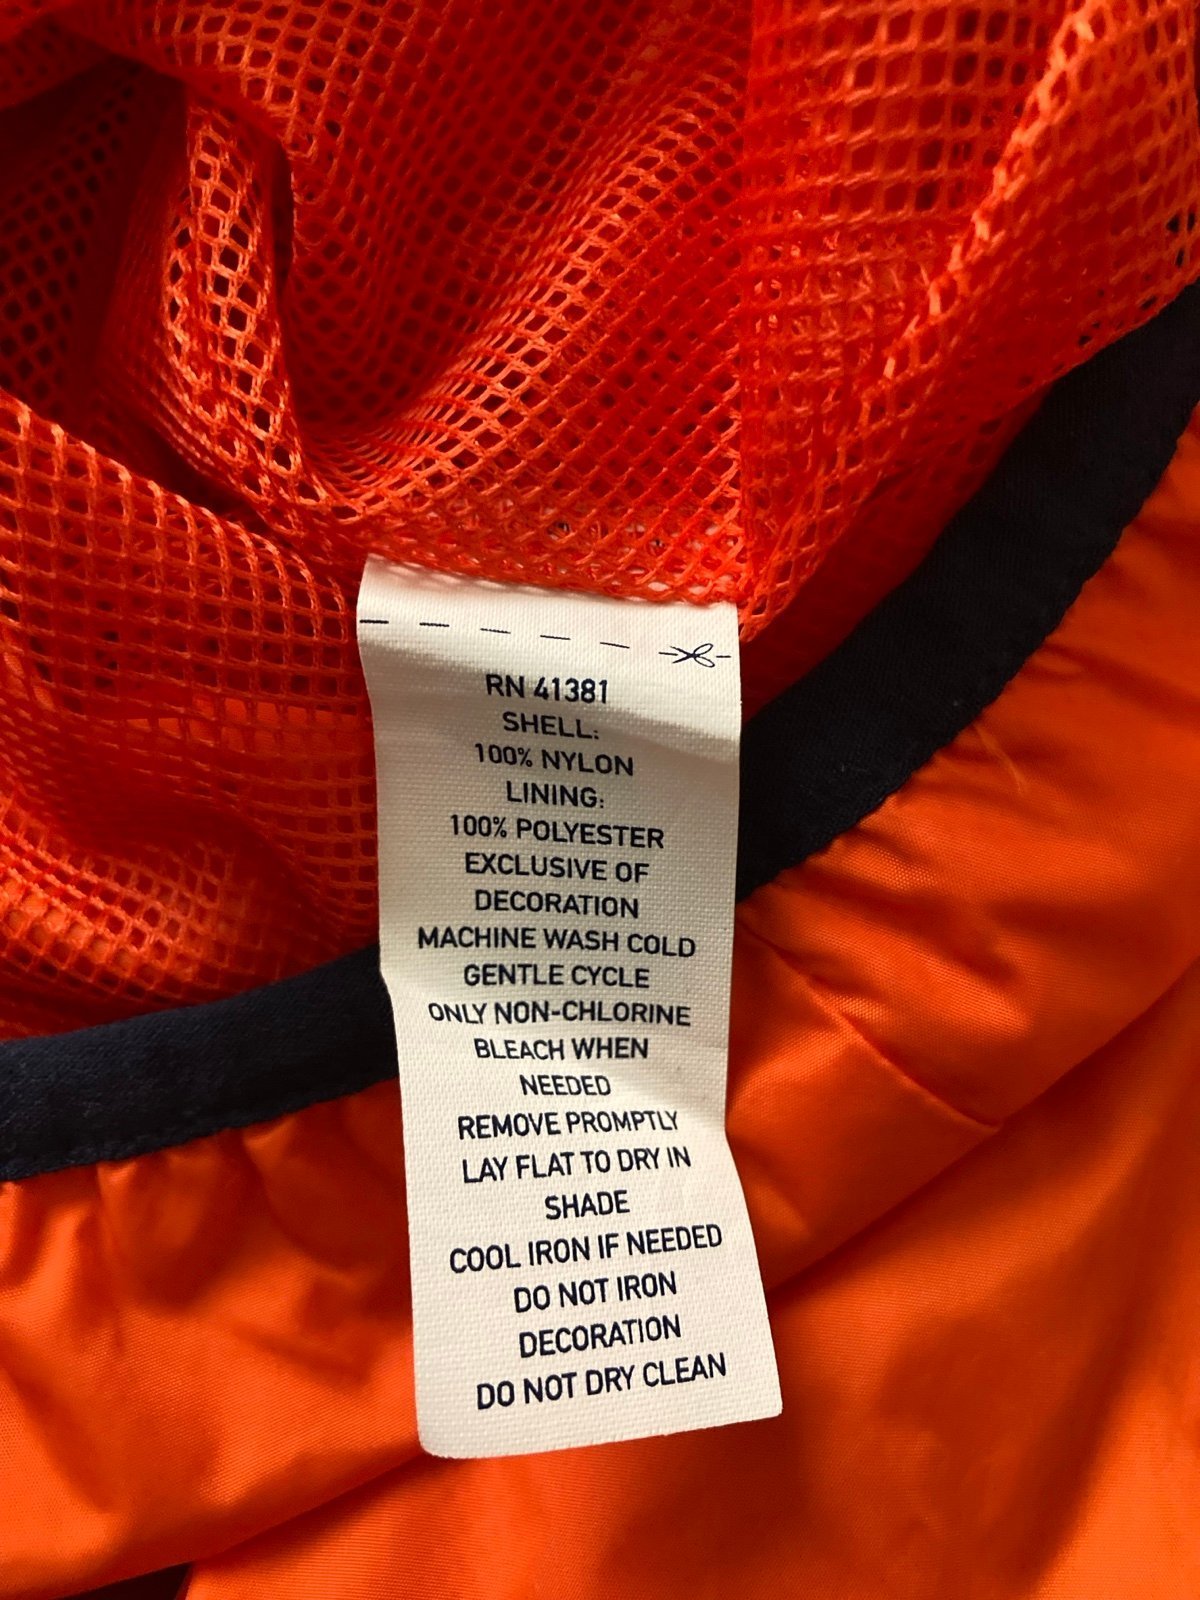 RN 41381
SHELL:
100% NYLON
LINING:
100% POLYESTER
EXCLUSIVE OF
DECORATION
MACHINE WASH COLD
GENTLE CYCLE
ONLY NON-CHLORINE
BLEACH WHEN
NEEDED
REMOVE PROMPTLY
LAY FLAT TO DRY IN
SHADE
COOL IRON IF NEEDED
DO NOT IRON
DECORATION
DO NOT DRY CLEAN